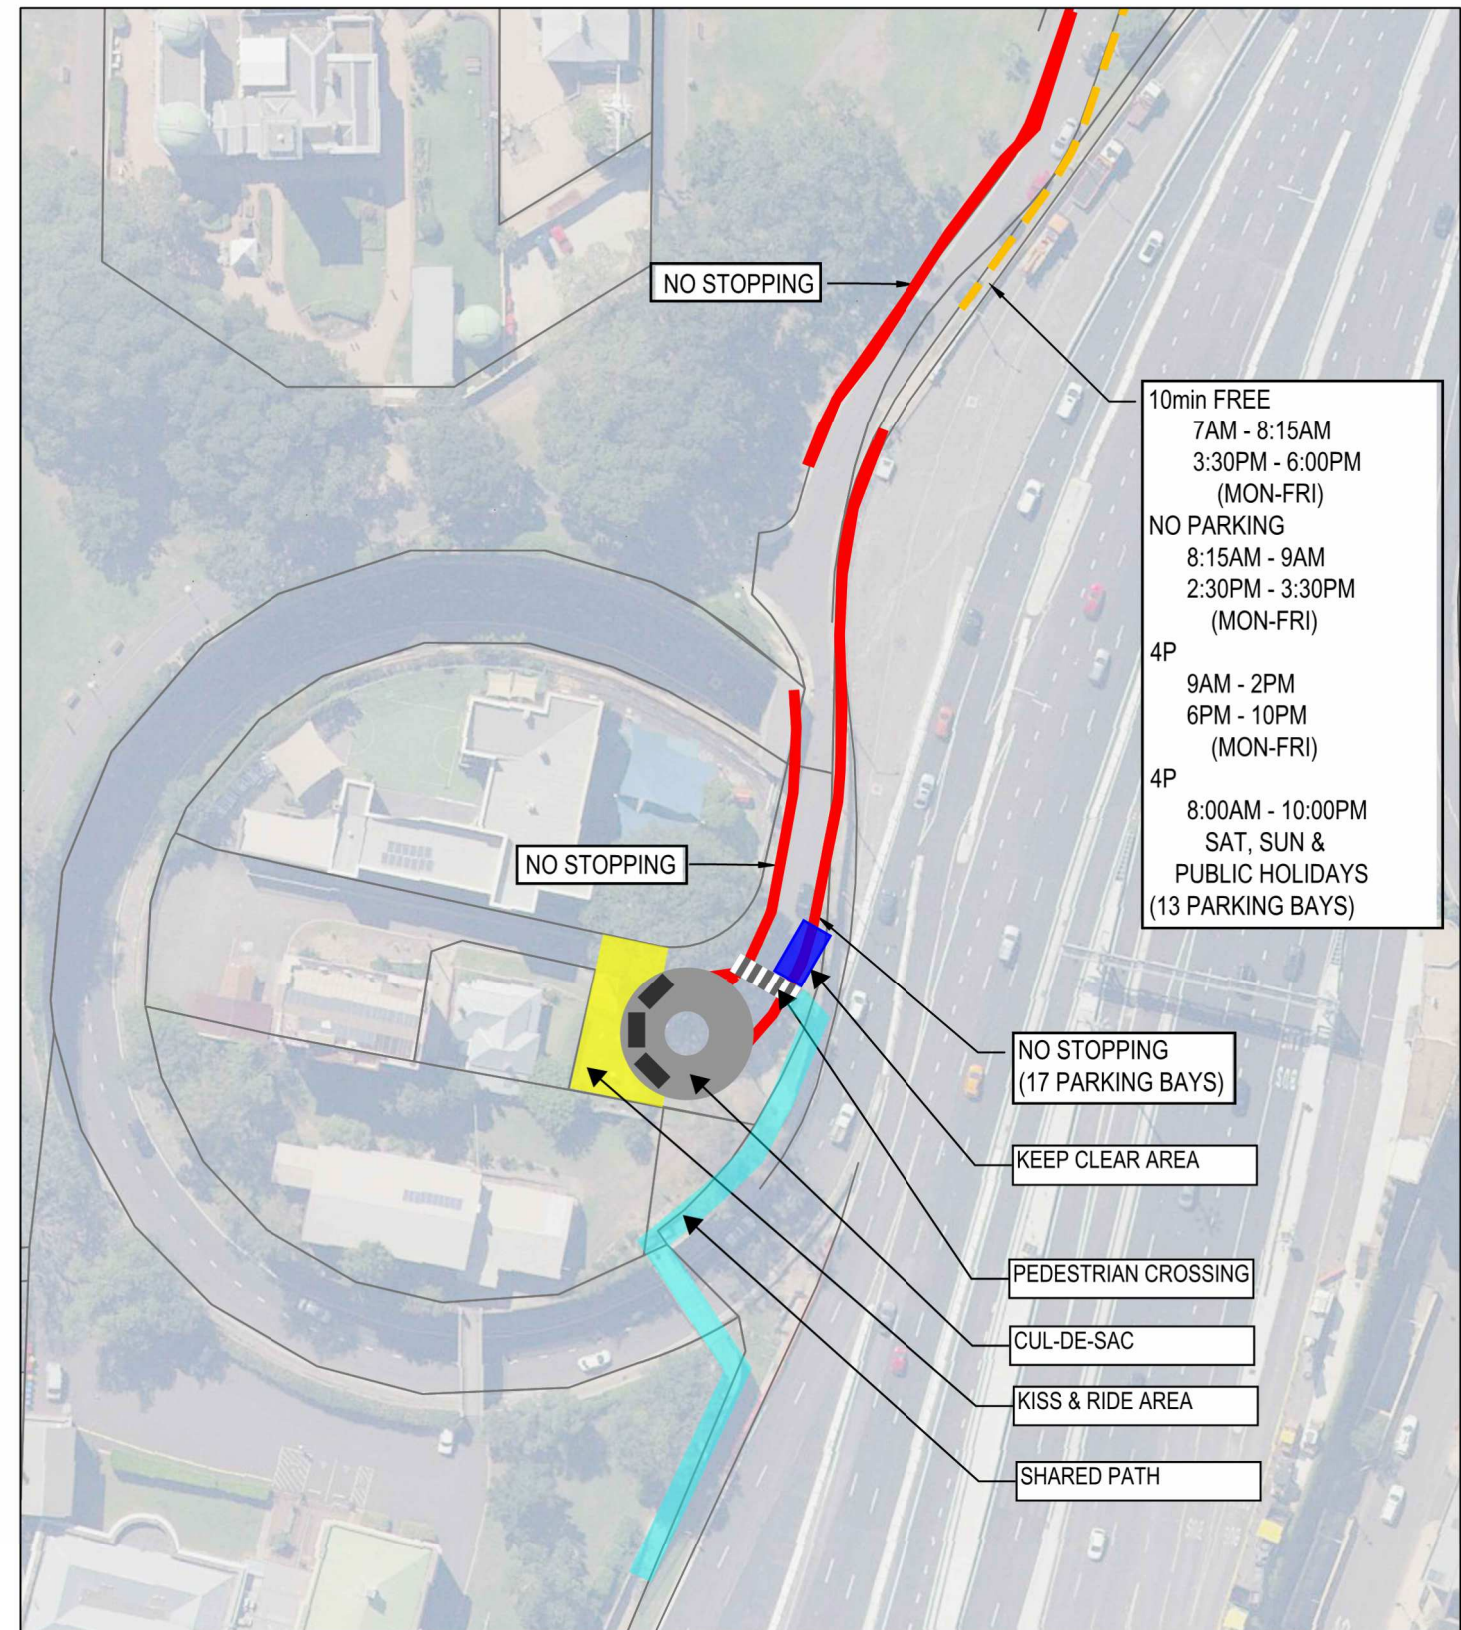 NO STOPPING
10min FREE
7AM - 8:15AM
3:30PM - 6:00PM
(MON-FRI)
NO PARKING
8:15AM - 9AM
2:30PM - 3:30PM
(MON-FRI)
4P
9AM - 2PM
6PM - 10PM
(MON-FRI)
4P
8:00AM - 10:00PM
SAT, SUN &
PUBLIC HOLIDAYS
(13 PARKING BAYS)
NO STOPPING
NO STOPPING
(17 PARKING BAYS)
KEEP CLEAR AREA
PEDESTRIAN CROSSING
CUL-DE-SAC
KISS & RIDE AREA
SHARED PATH